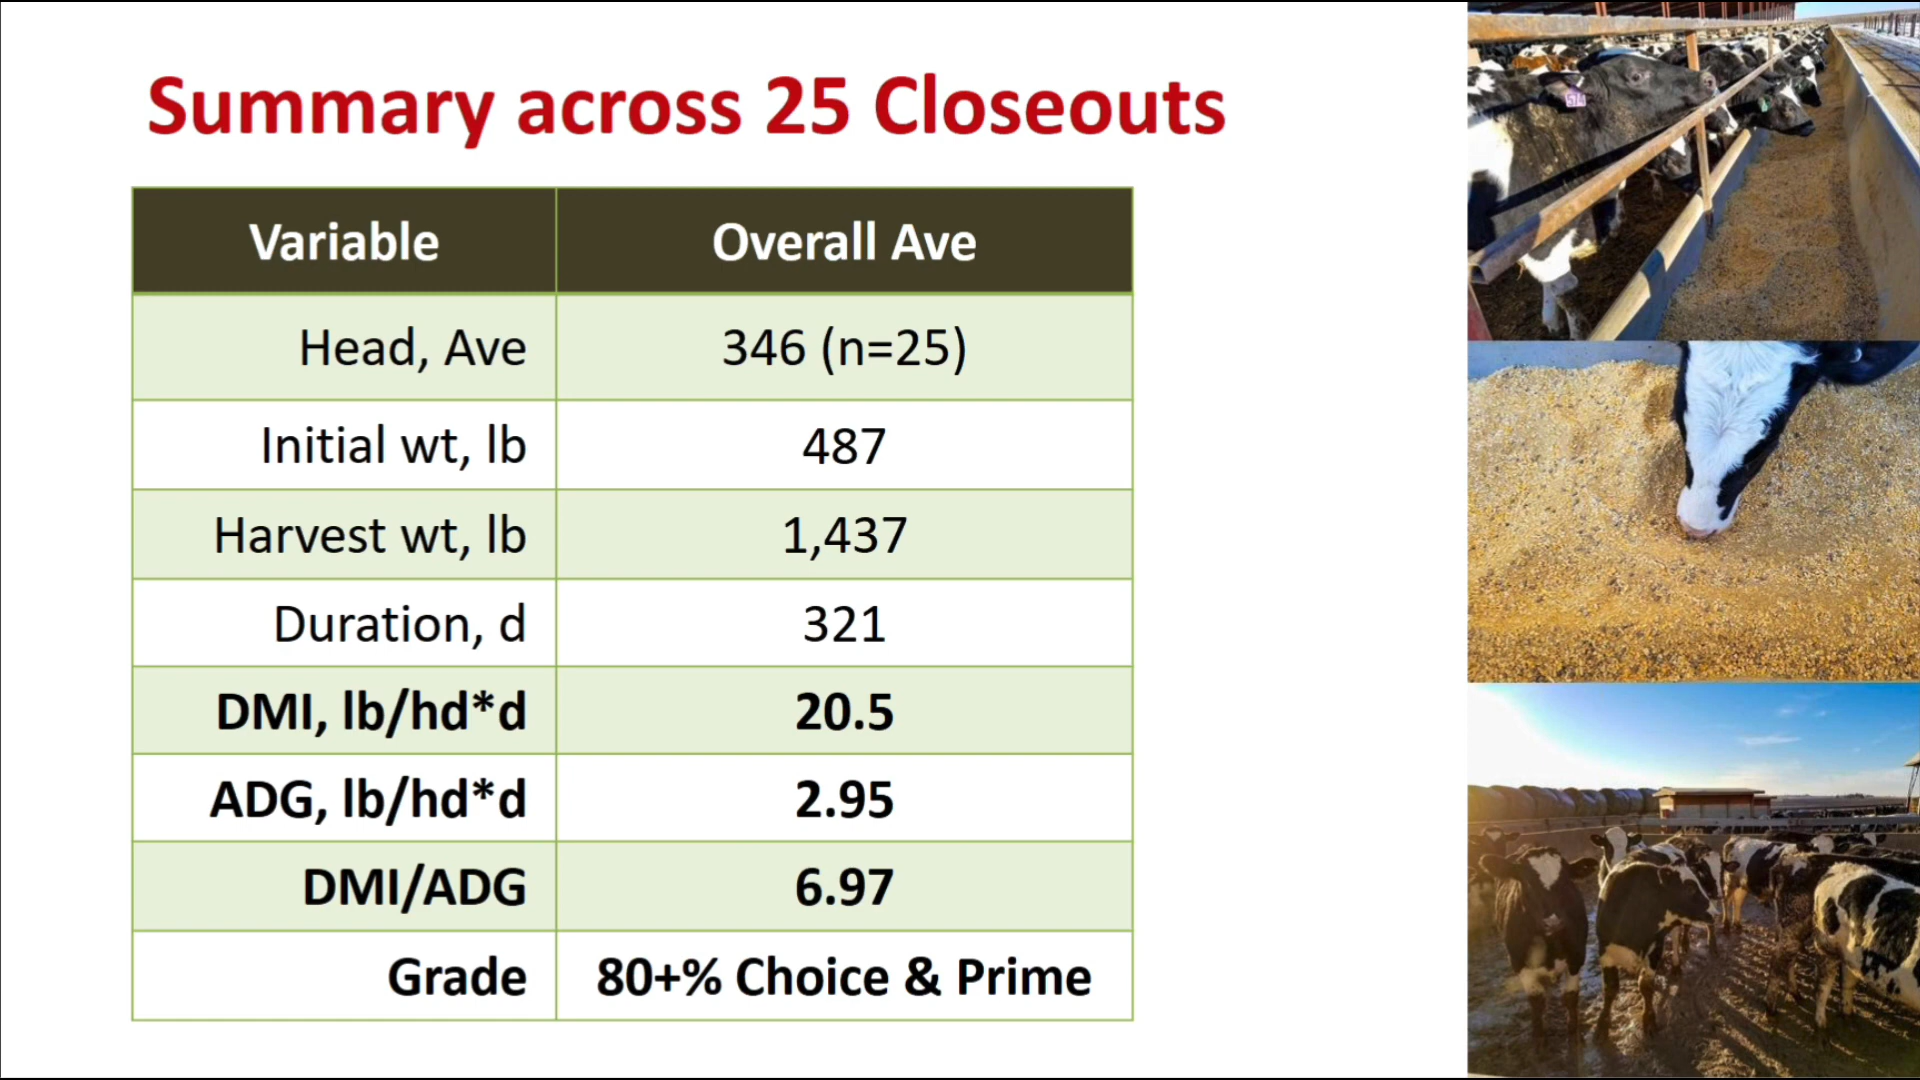 Summary across 25 Closeouts
Variable Overall Ave
Head, Ave 346 (n=25)
Initial wt, lb 487
Harvest wt, lb 1,437
Duration, d 321
DMI, lb/hd*d 20.5
ADG, lb/hd*d 2.95
DMI/ADG 6.97
Grade 80+% Choice & Prime